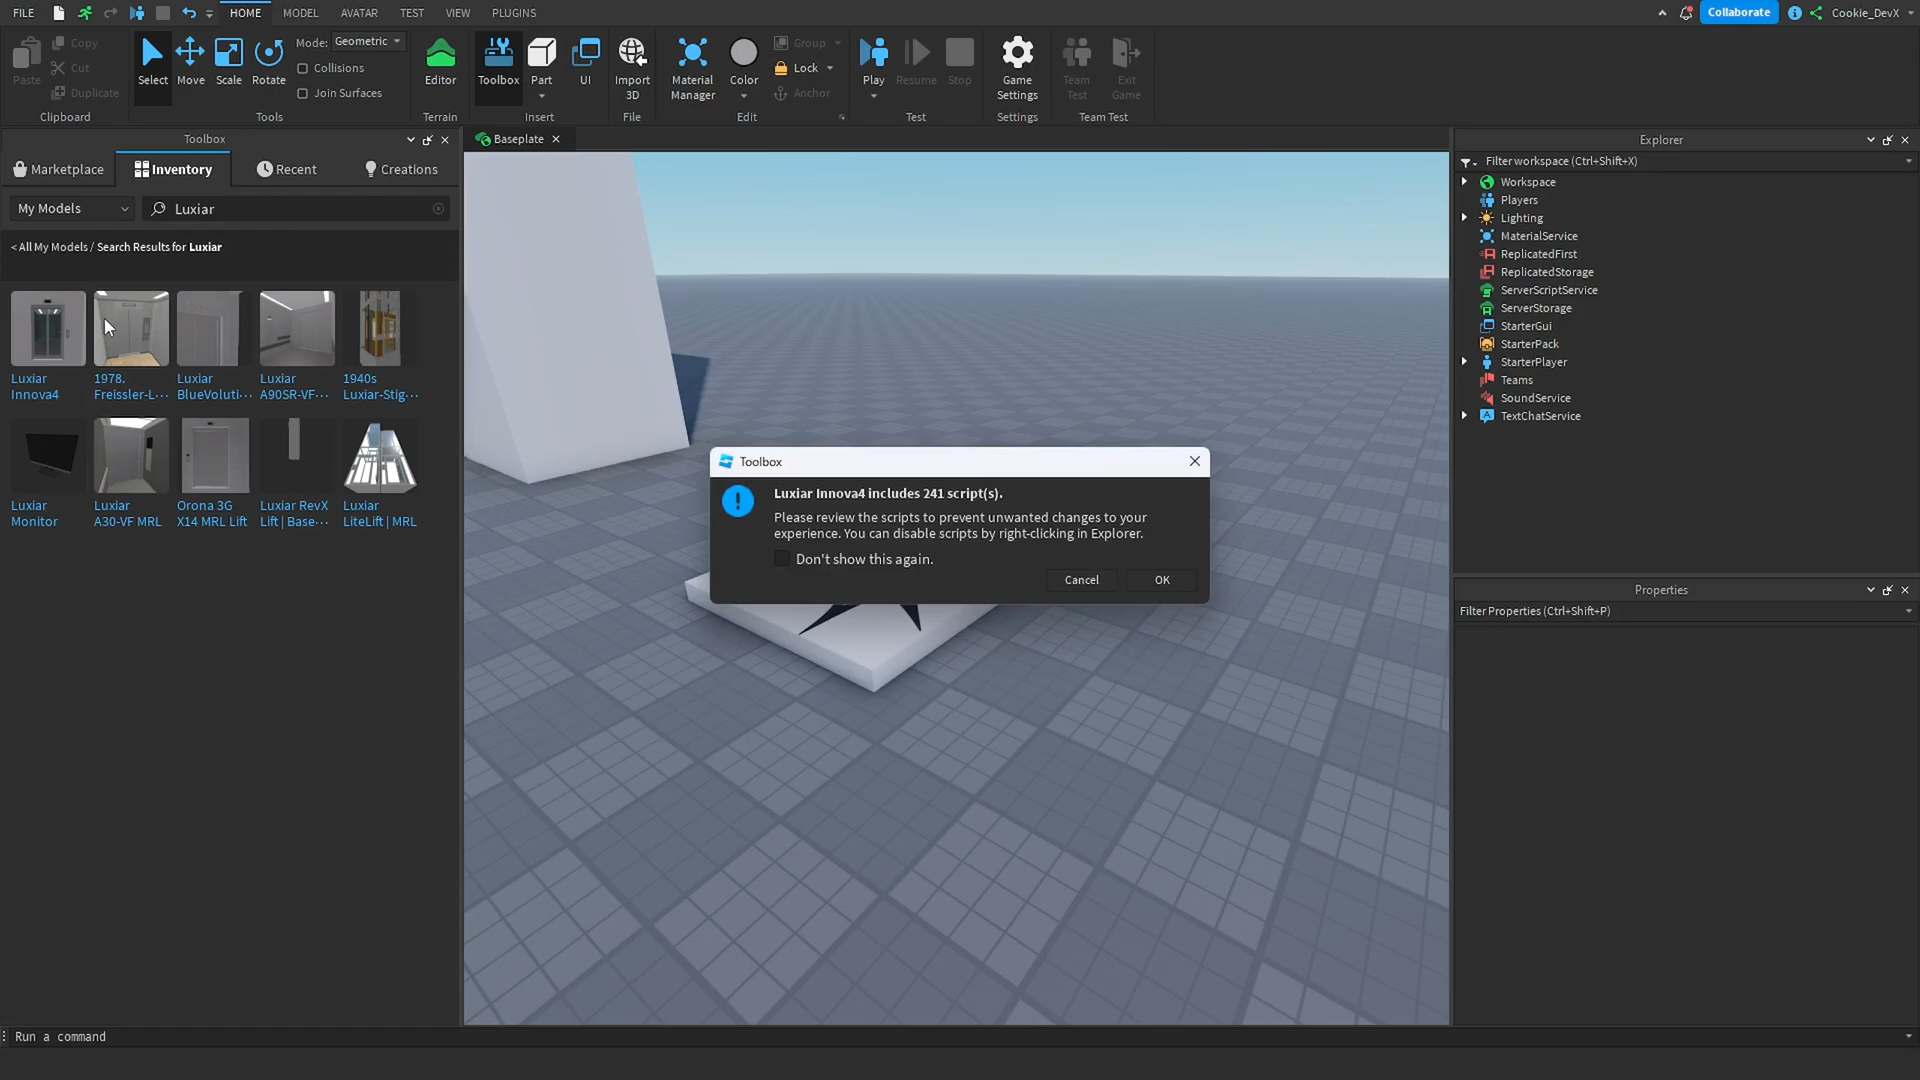 FILE
HOME
MODEL
AVATAR
TEST
VIEW
PLUGINS
Collaborate
Cookie_DevX
Paste
Copy
Cut
Duplicate
Clipboard
Select
Move
Scale
Rotate
Mode: Geometric
Collisions
Join Surfaces
Tools
Editor
Terrain
Toolbox
Part
UI
Insert
Import
3D
File
Material
Manager
Color
Group
Lock
Anchor
Edit
Play
Resume
Stop
Test
Game
Settings
Settings
Team
Test
Exit
Game
Team Test
Toolbox
Marketplace
Inventory
Recent
Creations
My Models
Luxiar
< All My Models / Search Results for Luxiar
Luxiar
Innova4
1978.
Freissler-L···
Luxiar
BlueVoluti···
Luxiar
A90SR-VF···
1940s
Luxiar-Stig···
Luxiar
Monitor
Luxiar
A30-VF MRL
Orona 3G
X14 MRL Lift
Luxiar RevX
Lift | Base···
Luxiar
LiteLift | MRL
Baseplate
Toolbox
Luxiar Innova4 includes 241 script(s).
Please review the scripts to prevent unwanted changes to your
experience. You can disable scripts by right-clicking in Explorer.
Don't show this again.
Cancel
OK
Explorer
Filter workspace (Ctrl+Shift+X)
Workspace
Players
Lighting
MaterialService
ReplicatedFirst
ReplicatedStorage
ServerScriptService
ServerStorage
StarterGui
StarterPack
StarterPlayer
Teams
SoundService
TextChatService
Properties
Filter Properties (Ctrl+Shift+P)
Run a command